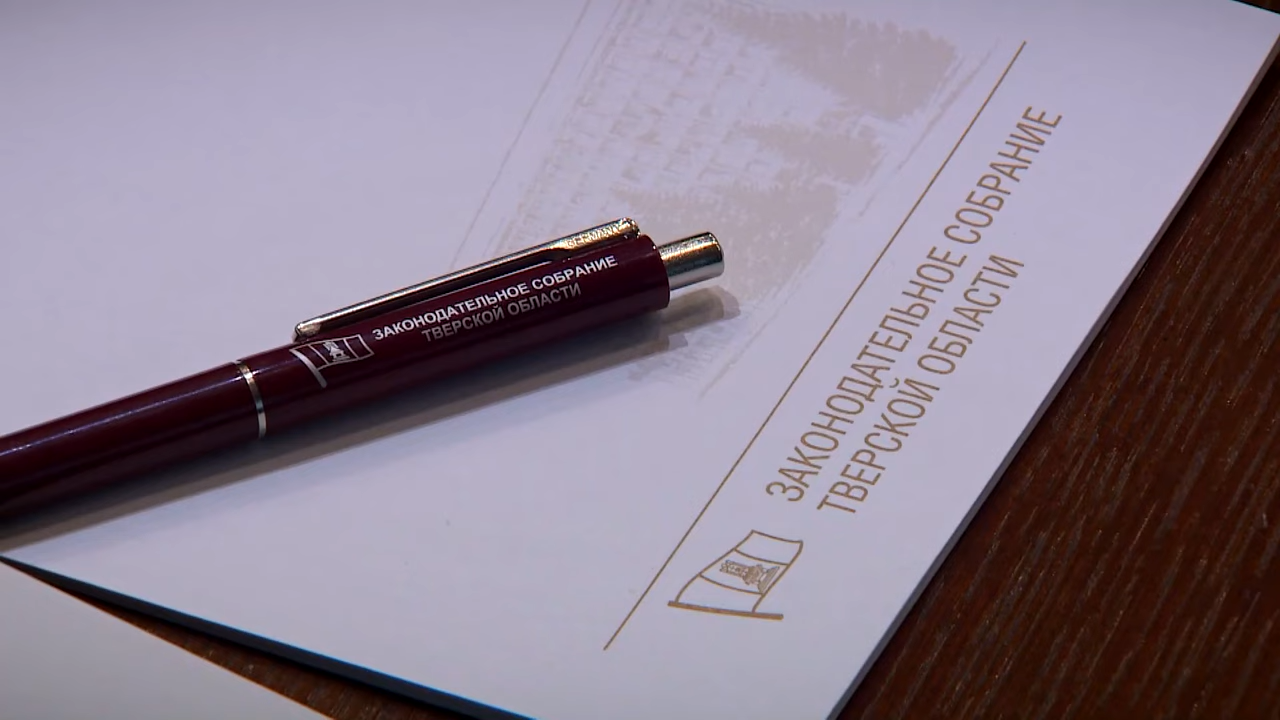 GERMANY
ЗАКОНОДАТЕЛЬНОЕ СОБРАНИЕ
ТВЕРСКОЙ ОБЛАСТИ
ЗАКОНОДАТЕЛЬНОЕ СОБРАНИЕ
ТВЕРСКОЙ ОБЛАСТИ